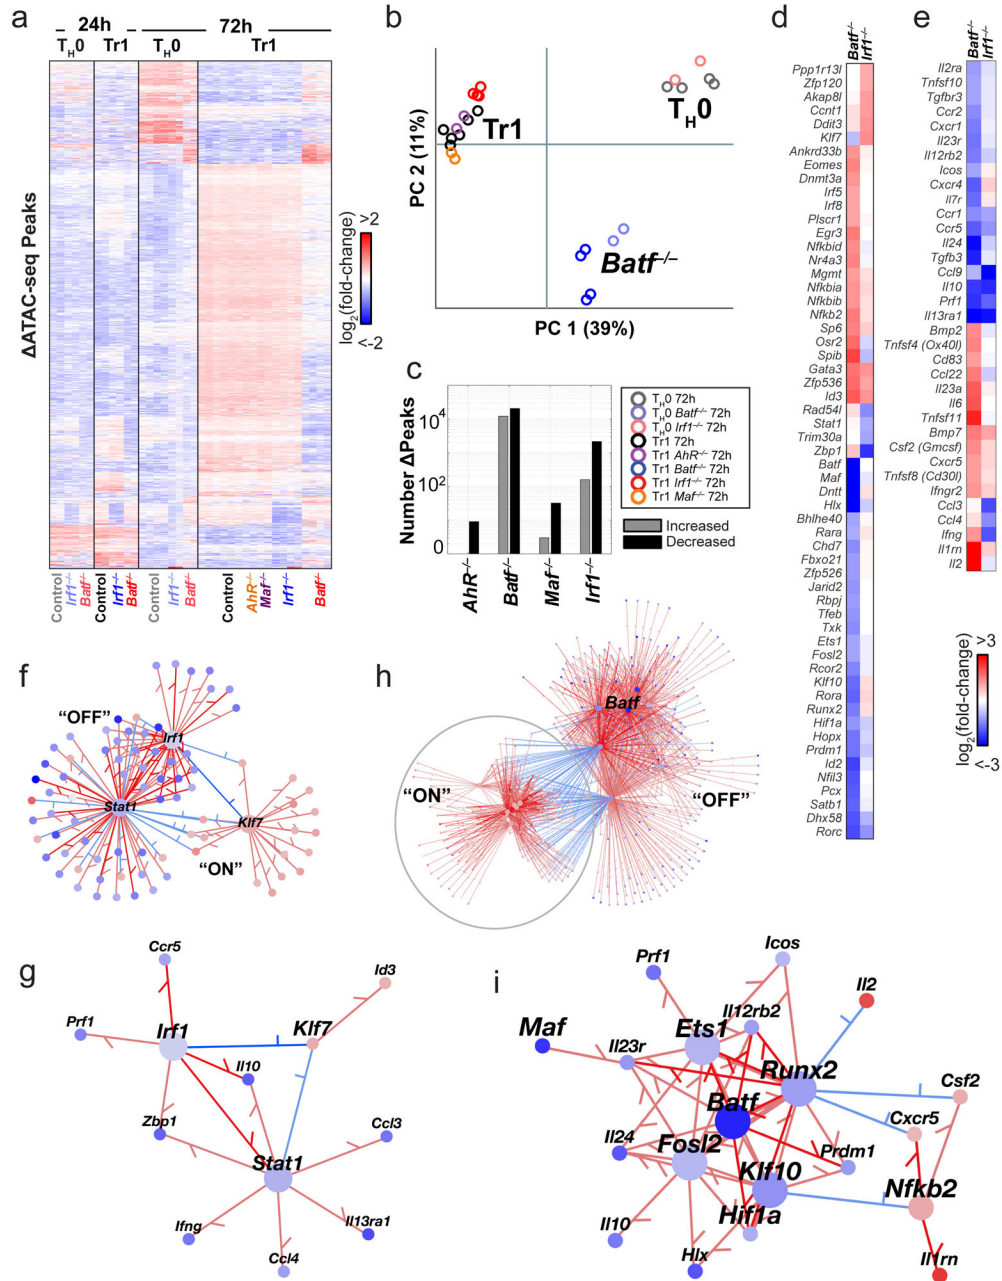 a
24h
72h
T_H0
Tr1
T_H0
Tr1
ΔATAC-seq Peaks
log2(fold-change)
>2
<-2
Control
Irf1-/-
Batf-/-
Control
Irf1-/-
Batf-/-
Control
Irf1-/-
Batf-/-
Control
AhR-/-
Maf-/-
Irf1-/-
Batf-/-
b
PC 2 (11%)
PC 1 (39%)
Tr1
T_H0
Batf-/-
c
Number ΔPeaks
10^4
10^2
0
AhR-/-
Batf-/-
Maf-/-
Irf1-/-
T_H0 72h
T_H0 Batf-/- 72h
T_H0 Irf1-/- 72h
Tr1 72h
Tr1 AhR-/- 72h
Tr1 Batf-/- 72h
Tr1 Irf1-/- 72h
Tr1 Maf-/- 72h
Increased
Decreased
d
Batf-/-
Irf1-/-
Ppp1r13l
Zfp120
Akap8l
Ccnt1
Ddit3
Klf7
Ankrd33b
Eomes
Dnmt3a
Irf5
Irf8
Plscr1
Egr3
Nfkbid
Nr4a3
Mgmt
Nfkbia
Nfkbib
Nfkb2
Sp6
Osr2
Spib
Gata3
Zfp536
Id3
Rad54l
Stat1
Trim30a
Zbp1
Batf
Maf
Dntt
Hlx
Bhlhe40
Rara
Chd7
Fbxo21
Zfp526
Jarid2
Rbpj
Tfeb
Txk
Ets1
Fosl2
Rcor2
Klf10
Rora
Runx2
Hif1a
Hopx
Prdm1
Id2
Nfil3
Pcx
Satb1
Dhx58
Rorc
e
Batf-/-
Irf1-/-
Il2ra
Tnfsf10
Tgfbr3
Ccr2
Cxcr1
Il23r
Il12rb2
Icos
Cxcr4
Il7r
Ccr1
Ccr5
Il24
Tgfb3
Ccl9
Il10
Prf1
Il13ra1
Bmp2
Tnfsf4 (Ox40l)
Cd83
Ccl22
Il23a
Il6
Tnfsf11
Bmp7
Csf2 (Gmcsf)
Cxcr5
Tnfsf8 (Cd30l)
Ifngr2
Ccl3
Ccl4
Ifng
Il1rn
Il2
log2(fold-change)
>3
<-3
f
"OFF"
Irf1
Stat1
Klf7
"ON"
h
Batf
"ON"
"OFF"
g
Ccr5
Id3
Prf1
Irf1
Klf7
Il10
Zbp1
Ccl3
Stat1
Ifng
Il13ra1
Ccl4
i
Icos
Prf1
Il2
Maf
Ets1
Il12rb2
Il23r
Runx2
Csf2
Batf
Cxcr5
Il24
Fosl2
Prdm1
Klf10
Nfkb2
Hif1a
Il10
Hlx
Il1rn